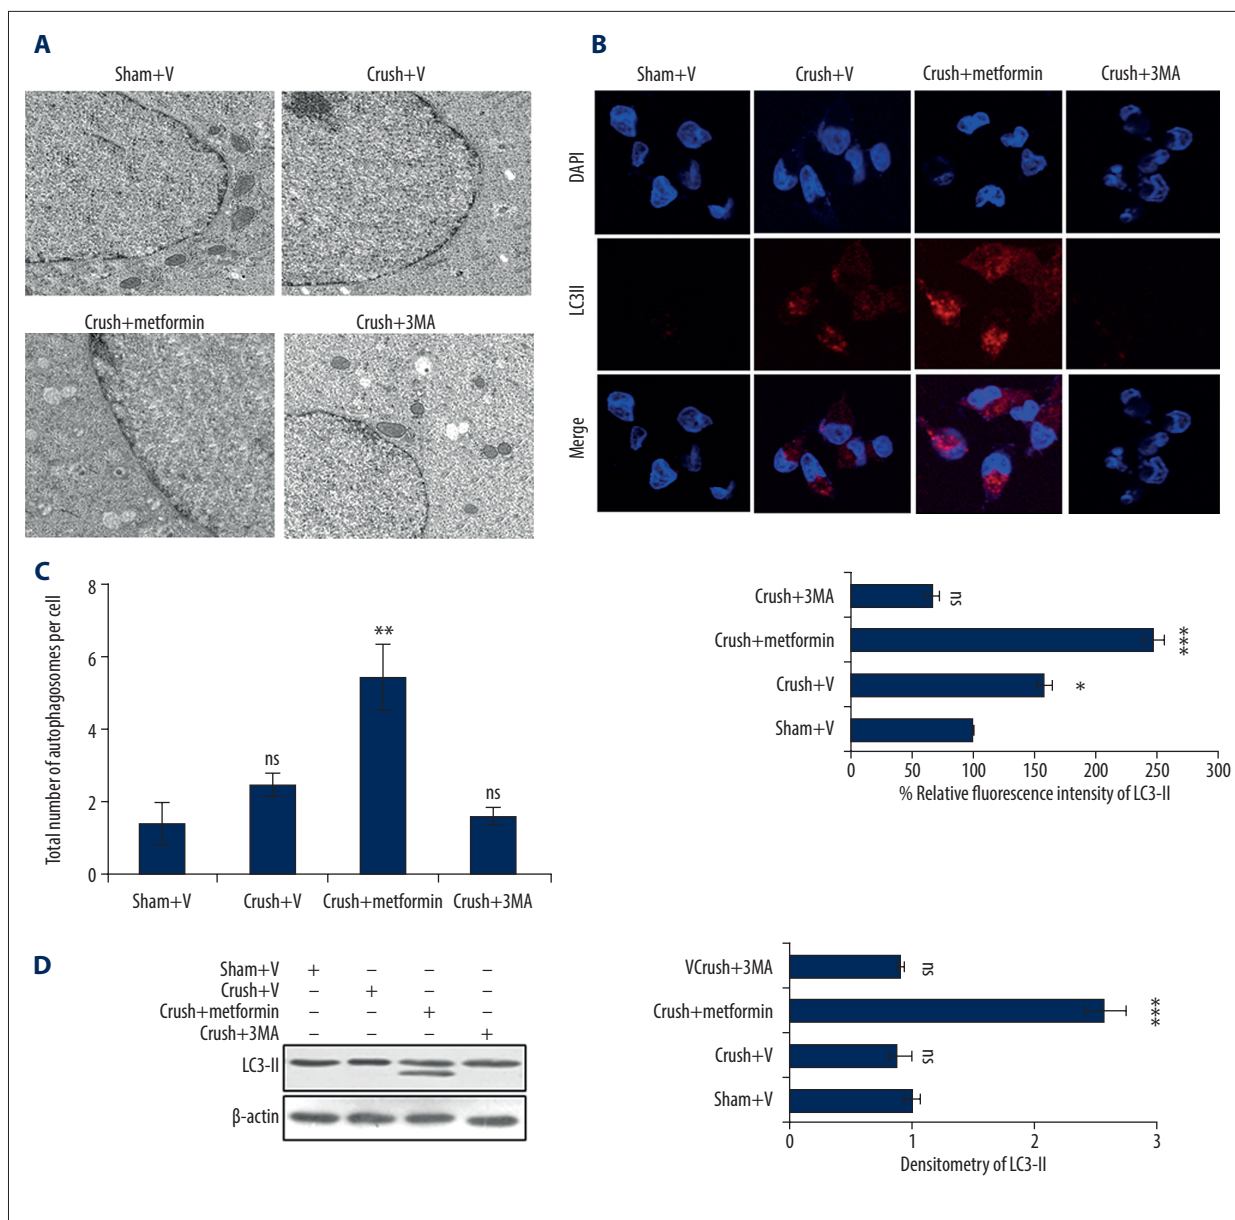 A
Sham+V Crush+V
Crush+metformin Crush+3MA
B
Sham+V Crush+V Crush+metformin Crush+3MA
DAPI
LC3II
Merge
C
Total number of autophagosomes per cell
8
6
4
2
0
ns
**
ns
Sham+V Crush+V Crush+metformin Crush+3MA
Crush+3MA ns
Crush+metformin ***
Crush+V *
Sham+V
0 50 100 150 200 250 300
% Relative fluorescence intensity of LC3-II
D
Sham+V + – – –
Crush+V – + – –
Crush+metformin – – + –
Crush+3MA – – – +
LC3-II
β-actin
VCrush+3MA ns
Crush+metformin ***
Crush+V ns
Sham+V
0 1 2 3
Densitometry of LC3-II